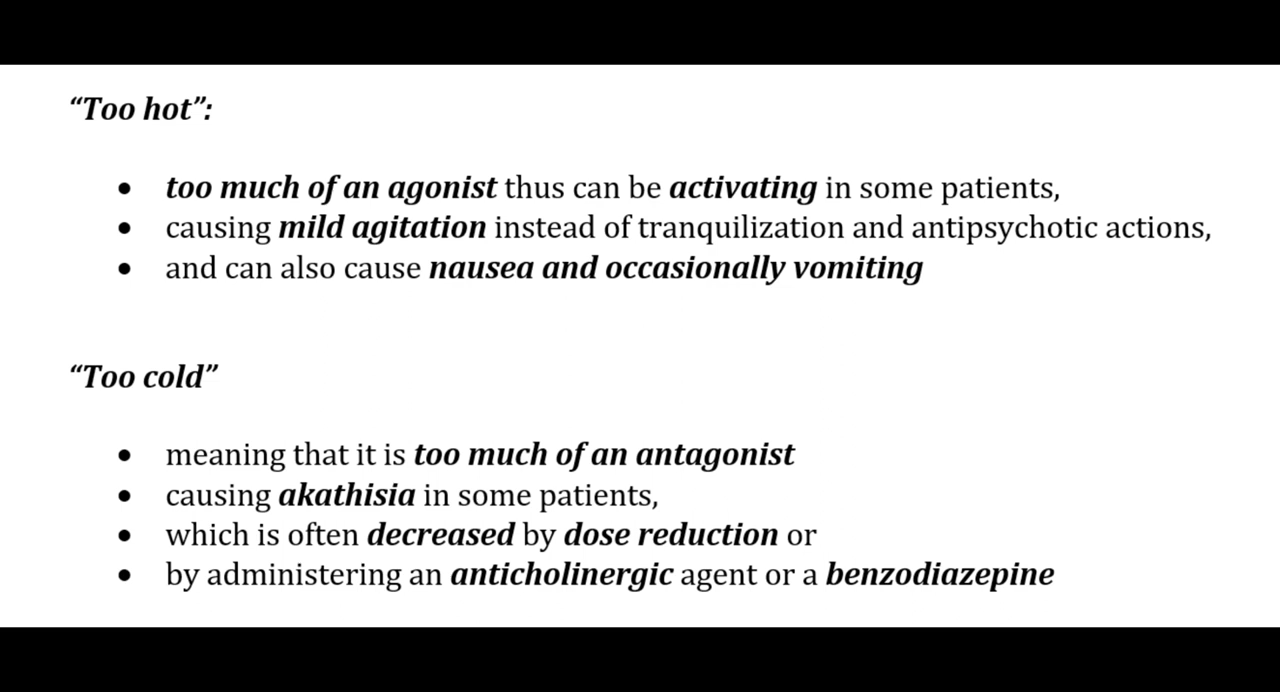 “Too hot”:
• too much of an agonist thus can be activating in some patients,
• causing mild agitation instead of tranquilization and antipsychotic actions,
• and can also cause nausea and occasionally vomiting
“Too cold”
• meaning that it is too much of an antagonist
• causing akathisia in some patients,
• which is often decreased by dose reduction or
• by administering an anticholinergic agent or a benzodiazepine